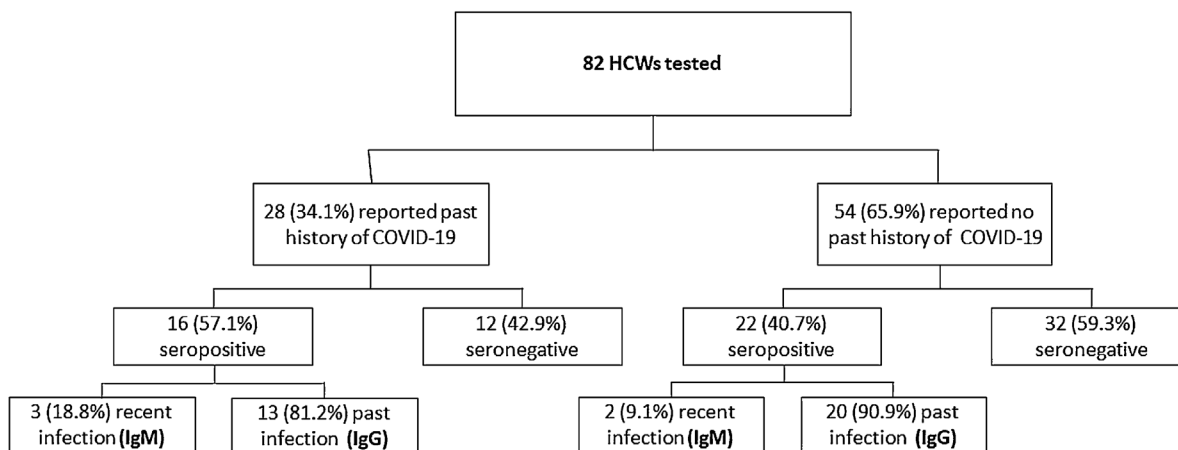 82 HCWs tested
28 (34.1%) reported past
history of COVID-19
54 (65.9%) reported no
past history of COVID-19
16 (57.1%)
seropositive
12 (42.9%)
seronegative
22 (40.7%)
seropositive
32 (59.3%)
seronegative
3 (18.8%) recent
infection (IgM)
13 (81.2%) past
infection (IgG)
2 (9.1%) recent
infection (IgM)
20 (90.9%) past
infection (IgG)